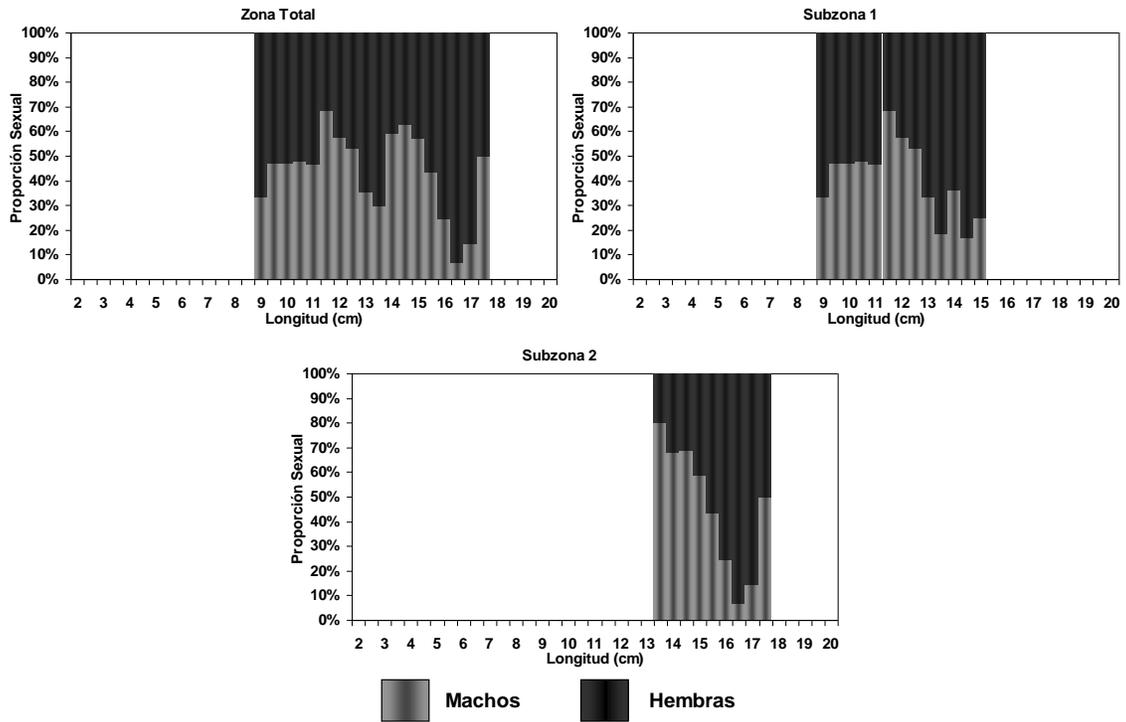 Zona Total
Proporción Sexual
100%
90%
80%
70%
60%
50%
40%
30%
20%
10%
0%
2 3 4 5 6 7 8 9 10 11 12 13 14 15 16 17 18 19 20
Longitud (cm)
Subzona 1
Proporción Sexual
100%
90%
80%
70%
60%
50%
40%
30%
20%
10%
0%
2 3 4 5 6 7 8 9 10 11 12 13 14 15 16 17 18 19 20
Longitud (cm)
Subzona 2
Proporción Sexual
100%
90%
80%
70%
60%
50%
40%
30%
20%
10%
0%
2 3 4 5 6 7 8 9 10 11 12 13 14 15 16 17 18 19 20
Longitud (cm)
Machos Hembras